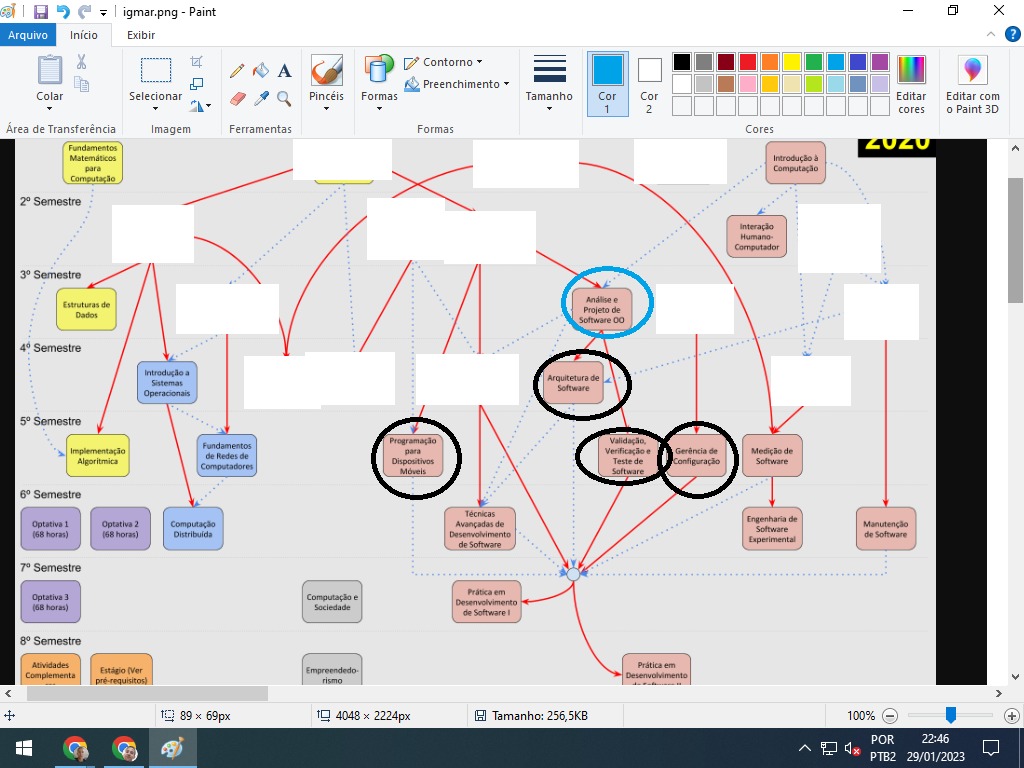 igmar.png - Paint
Arquivo
Início
Exibir
Colar
Selecionar
Pincéis
Formas
Contorno
Preenchimento
Tamanho
Cor
1
Cor
2
Editar
cores
Editar com
o Paint 3D
Área de Transferência
Imagem
Ferramentas
Formas
Cores
2020
Fundamentos
Matemáticos
para
Computação
Introdução à
Computação
2º Semestre
Interação
Humano-
Computador
3º Semestre
Estruturas de
Dados
Análise e
Projeto de
Software OO
4º Semestre
Introdução a
Sistemas
Operacionais
Arquitetura de
Software
5º Semestre
Implementação
Algorítmica
Fundamentos
de Redes de
Computadores
Programação
para
Dispositivos
Móveis
Validação,
Verificação e
Teste de
Software
Gerência de
Configuração
Medição de
Software
6º Semestre
Optativa 1
(68 horas)
Optativa 2
(68 horas)
Computação
Distribuída
Técnicas
Avançadas de
Desenvolvimento
de Software
Engenharia de
Software
Experimental
Manutenção
de Software
7º Semestre
Optativa 3
(68 horas)
Computação e
Sociedade
Prática em
Desenvolvimento
de Software I
8º Semestre
Atividades
Complementa
Estágio (Ver
pré-requisitos)
Empreendedo-
rismo
Prática em
Desenvolvimento
89 × 69px
4048 × 2224px
Tamanho: 256,5KB
100%
POR
PTB2
22:46
29/01/2023